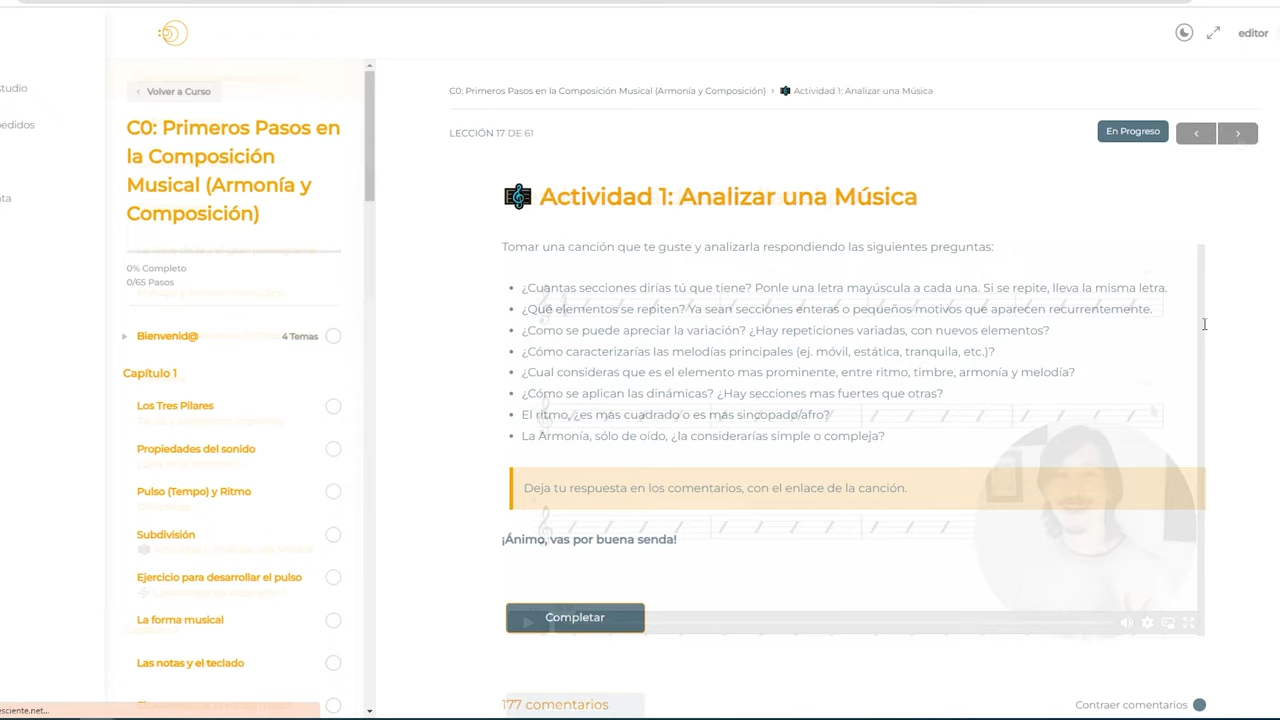 editor
studio
pedidos
ta
Volver a Curso
C0: Primeros Pasos en
la Composición
Musical (Armonía y
Composición)
0% Completo
0/65 Pasos
Bienvenid@
4 Temas
Capítulo 1
Los Tres Pilares
Propiedades del sonido
Pulso (Tempo) y Ritmo
Subdivisión
Ejercicio para desarrollar el pulso
La forma musical
Las notas y el teclado
esciente.net...
C0: Primeros Pasos en la Composición Musical (Armonía y Composición) › Actividad 1: Analizar una Música
LECCIÓN 17 DE 61
En Progreso
Actividad 1: Analizar una Música
Tomar una canción que te guste y analizarla respondiendo las siguientes preguntas:
• ¿Cuantas secciones dirías tú que tiene? Ponle una letra mayúscula a cada una. Si se repite, lleva la misma letra.
• ¿Qué elementos se repiten? Ya sean secciones enteras o pequeños motivos que aparecen recurrentemente.
• ¿Como se puede apreciar la variación? ¿Hay repeticiones variadas, con nuevos elementos?
• ¿Cómo caracterizarías las melodías principales (ej. móvil, estática, tranquila, etc.)?
• ¿Cual consideras que es el elemento mas prominente, entre ritmo, timbre, armonía y melodía?
• ¿Cómo se aplican las dinámicas? ¿Hay secciones mas fuertes que otras?
• El ritmo, ¿es mas cuadrado o es mas sincopado/afro?
• La Armonía, sólo de oído, ¿la considerarías simple o compleja?
Deja tu respuesta en los comentarios, con el enlace de la canción.
¡Ánimo, vas por buena senda!
Completar
177 comentarios
Contraer comentarios